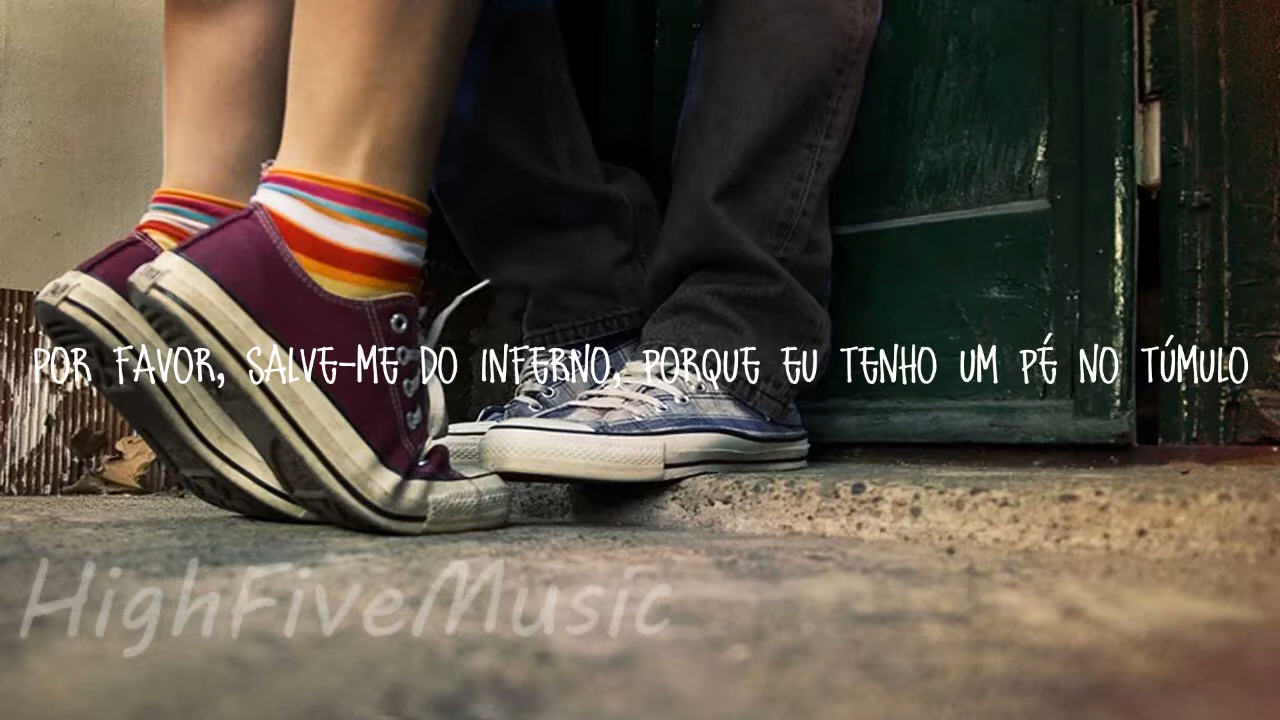 POR FAVOR, SALVE-ME DO INFERNO, PORQUE EU TENHO UM PÉ NO TÚMULO
HighFiveMusic